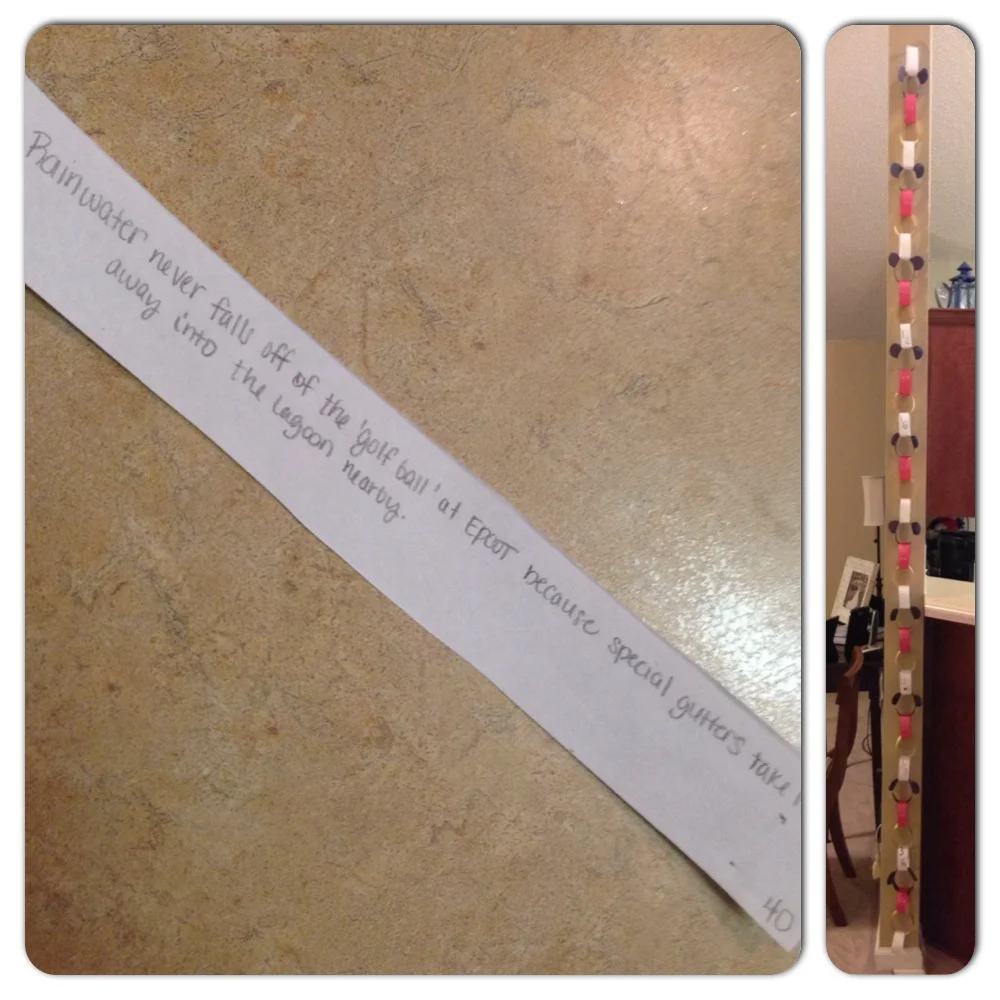 Rainwater never falls off of the 'golf ball' at EPCOT because special gutters take
away into the lagoon nearby.
40